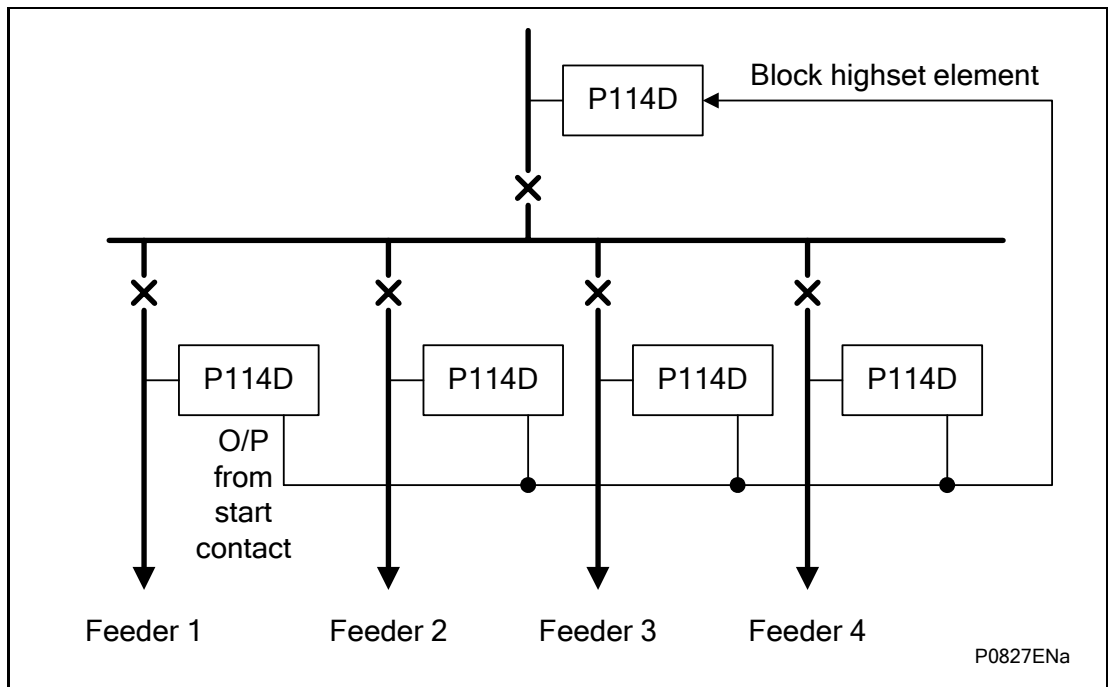 Block highset element
P114D
P114D
P114D
P114D
P114D
O/P
from
start
contact
Feeder 1
Feeder 2
Feeder 3
Feeder 4
P0827ENa